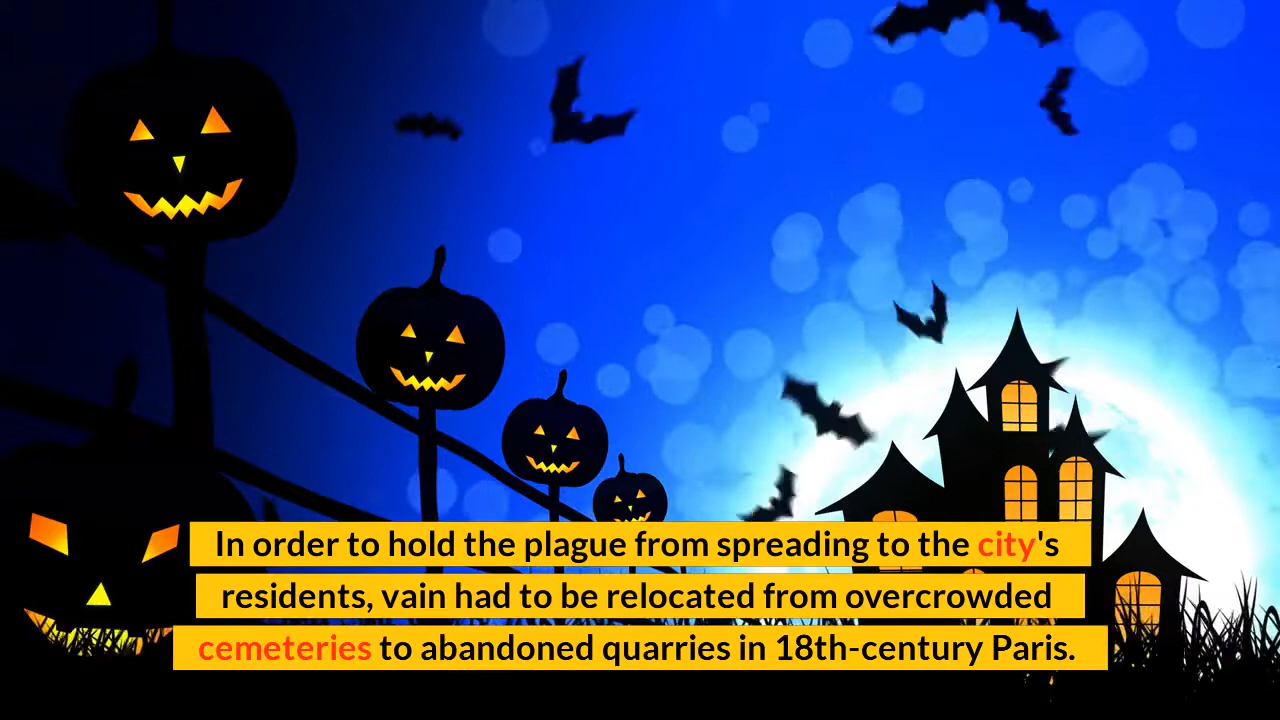 In order to hold the plague from spreading to the city's
residents, vain had to be relocated from overcrowded
cemeteries to abandoned quarries in 18th-century Paris.